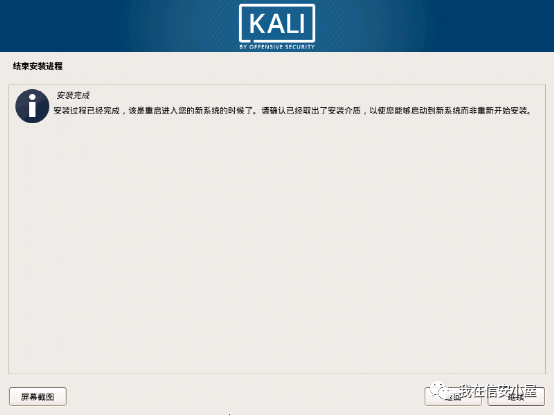 KALI
BY OFFENSIVE SECURITY
结束安装进程
安装完成
安装过程已经完成，该是重启进入您的新系统的时候了。请确认已经取出了安装介质，以使您能够启动到新系统而非重新开始安装。
屏幕截图
返回
继续
我在信安小屋